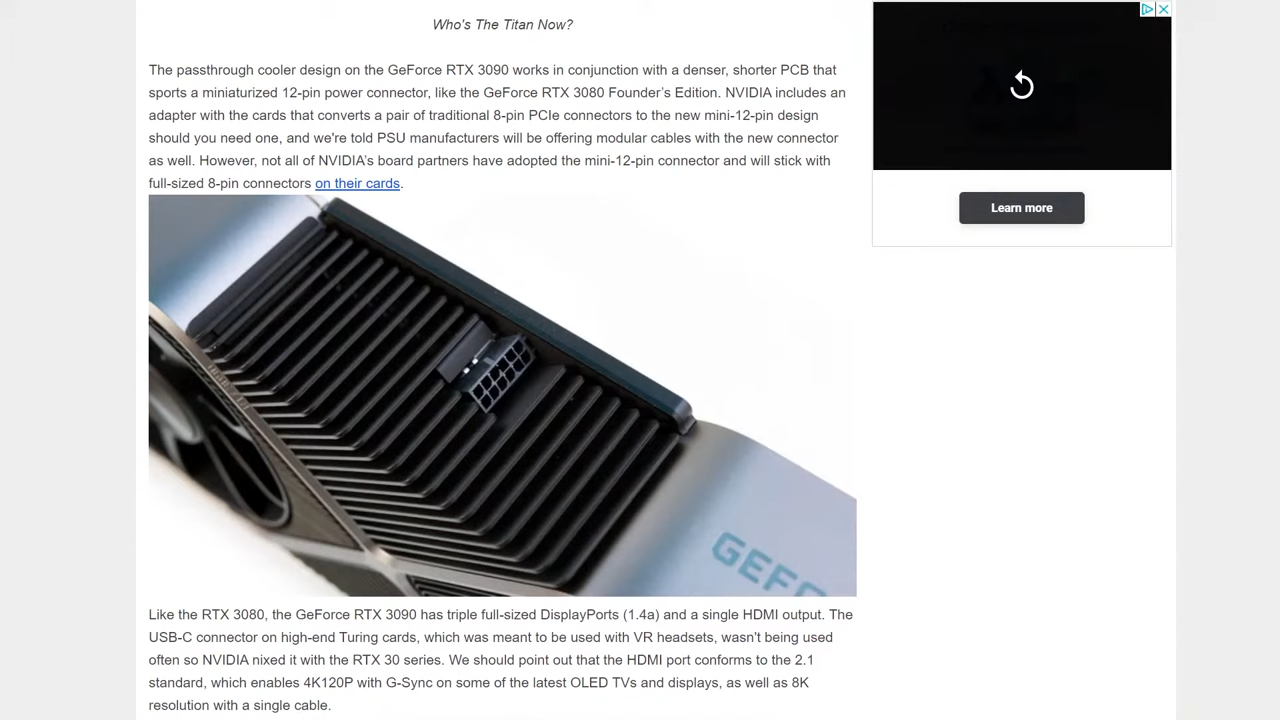 Who's The Titan Now?
The passthrough cooler design on the GeForce RTX 3090 works in conjunction with a denser, shorter PCB that
sports a miniaturized 12-pin power connector, like the GeForce RTX 3080 Founder’s Edition. NVIDIA includes an
adapter with the cards that converts a pair of traditional 8-pin PCIe connectors to the new mini-12-pin design
should you need one, and we're told PSU manufacturers will be offering modular cables with the new connector
as well. However, not all of NVIDIA’s board partners have adopted the mini-12-pin connector and will stick with
full-sized 8-pin connectors on their cards.
Learn more
GEFO
Like the RTX 3080, the GeForce RTX 3090 has triple full-sized DisplayPorts (1.4a) and a single HDMI output. The
USB-C connector on high-end Turing cards, which was meant to be used with VR headsets, wasn't being used
often so NVIDIA nixed it with the RTX 30 series. We should point out that the HDMI port conforms to the 2.1
standard, which enables 4K120P with G-Sync on some of the latest OLED TVs and displays, as well as 8K
resolution with a single cable.